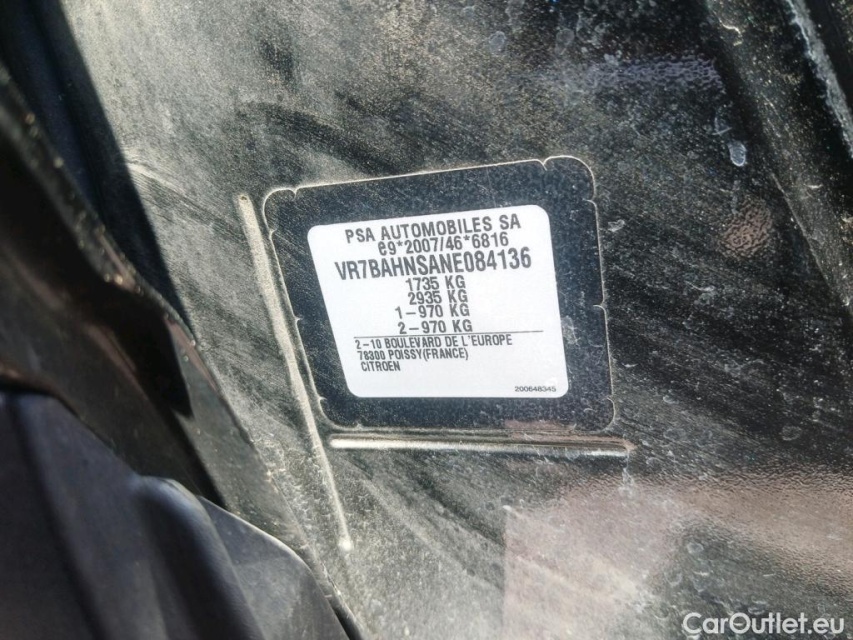 PSA AUTOMOBILES SA
e9*2007/46*6816
VR7BAHNSANE084136
1735 KG
2935 KG
1-970 KG
2-970 KG
2-10 BOULEVARD DE L'EUROPE
78300 POISSY(FRANCE)
CITROEN
200648345
CarOutlet.eu